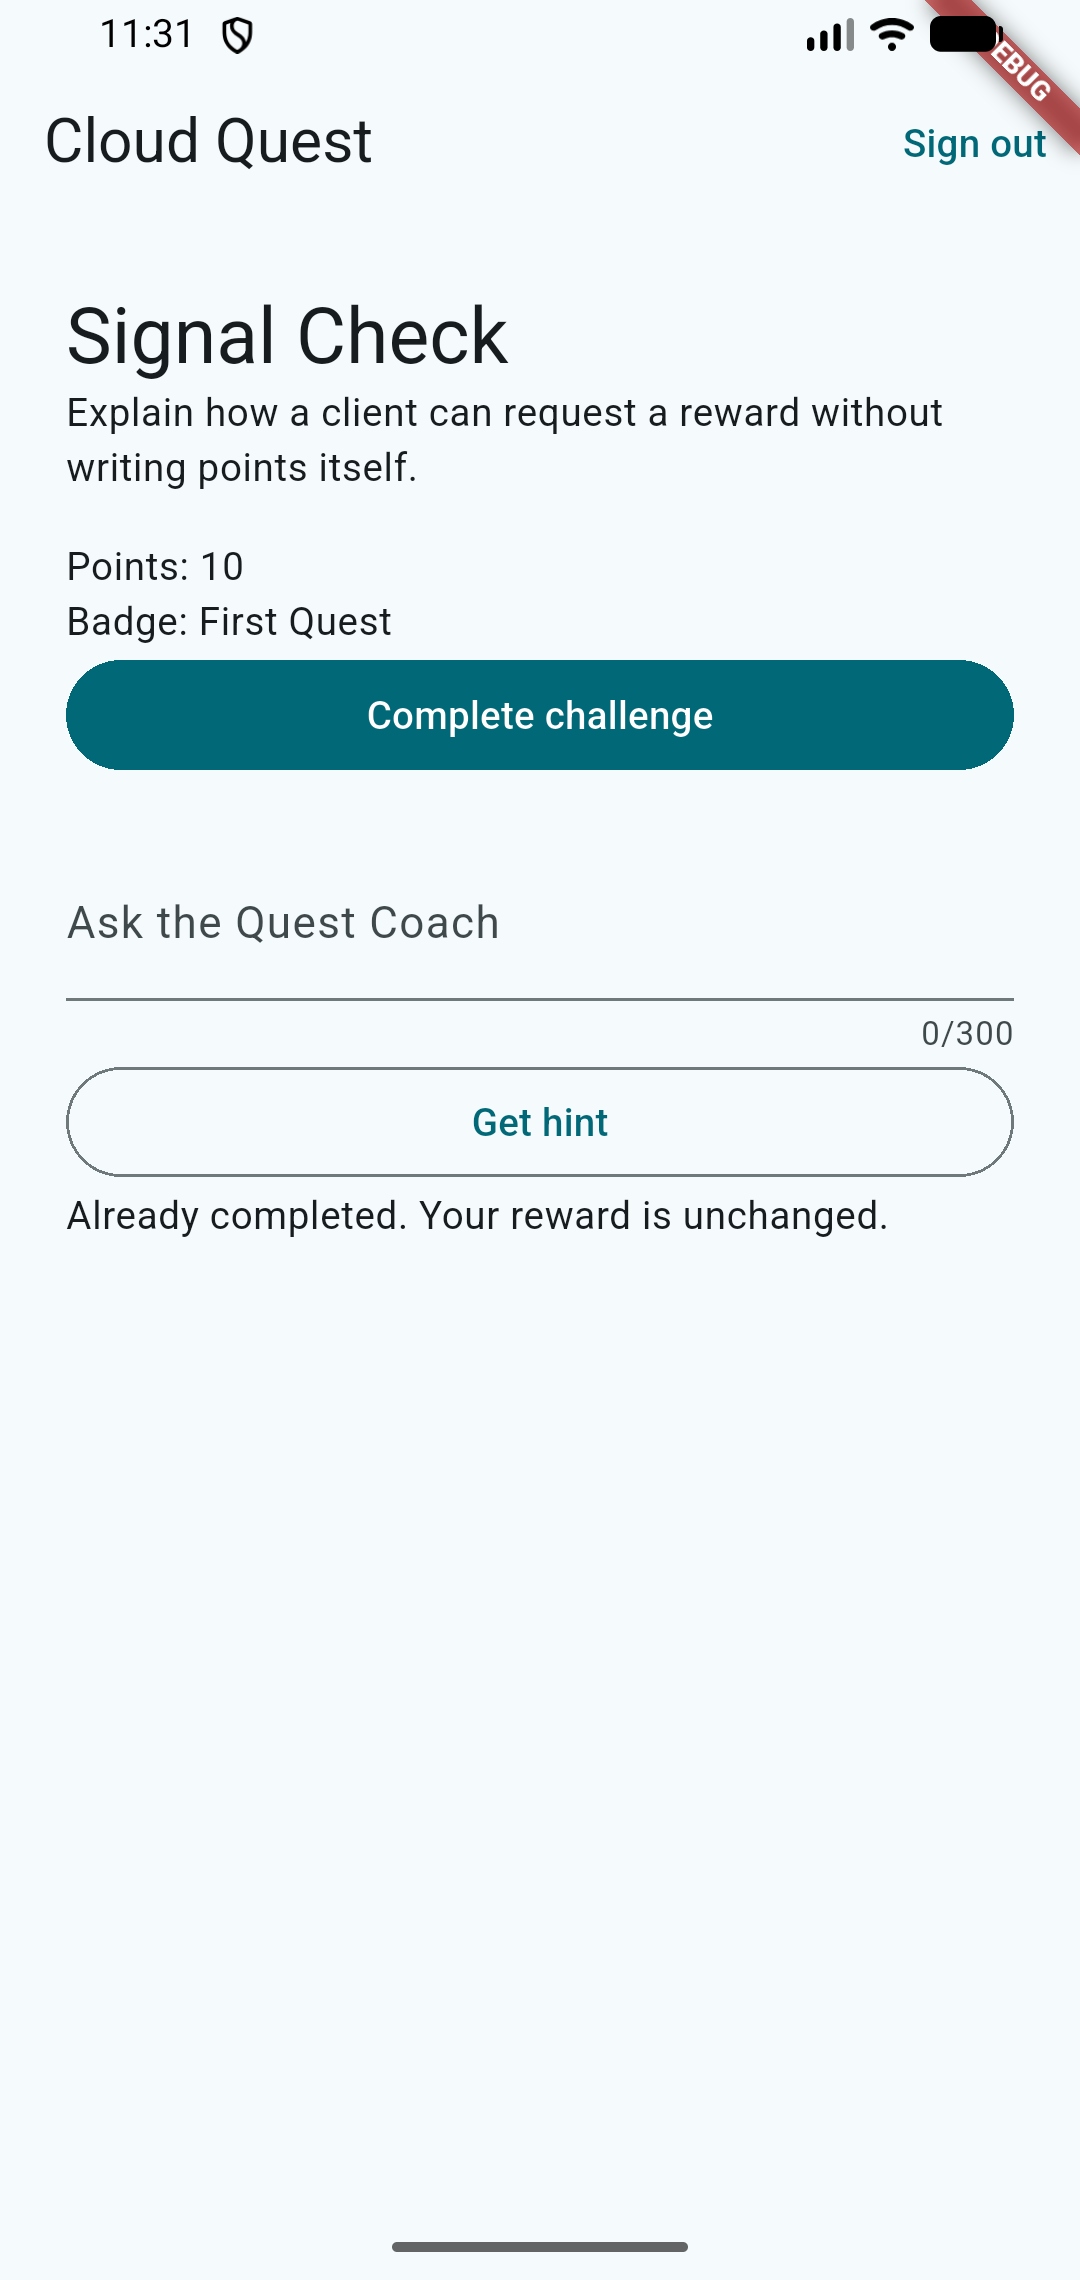 11:31
EBUG
Cloud Quest
Sign out
Signal Check
Explain how a client can request a reward without
writing points itself.
Points: 10
Badge: First Quest
Complete challenge
Ask the Quest Coach
0/300
Get hint
Already completed. Your reward is unchanged.